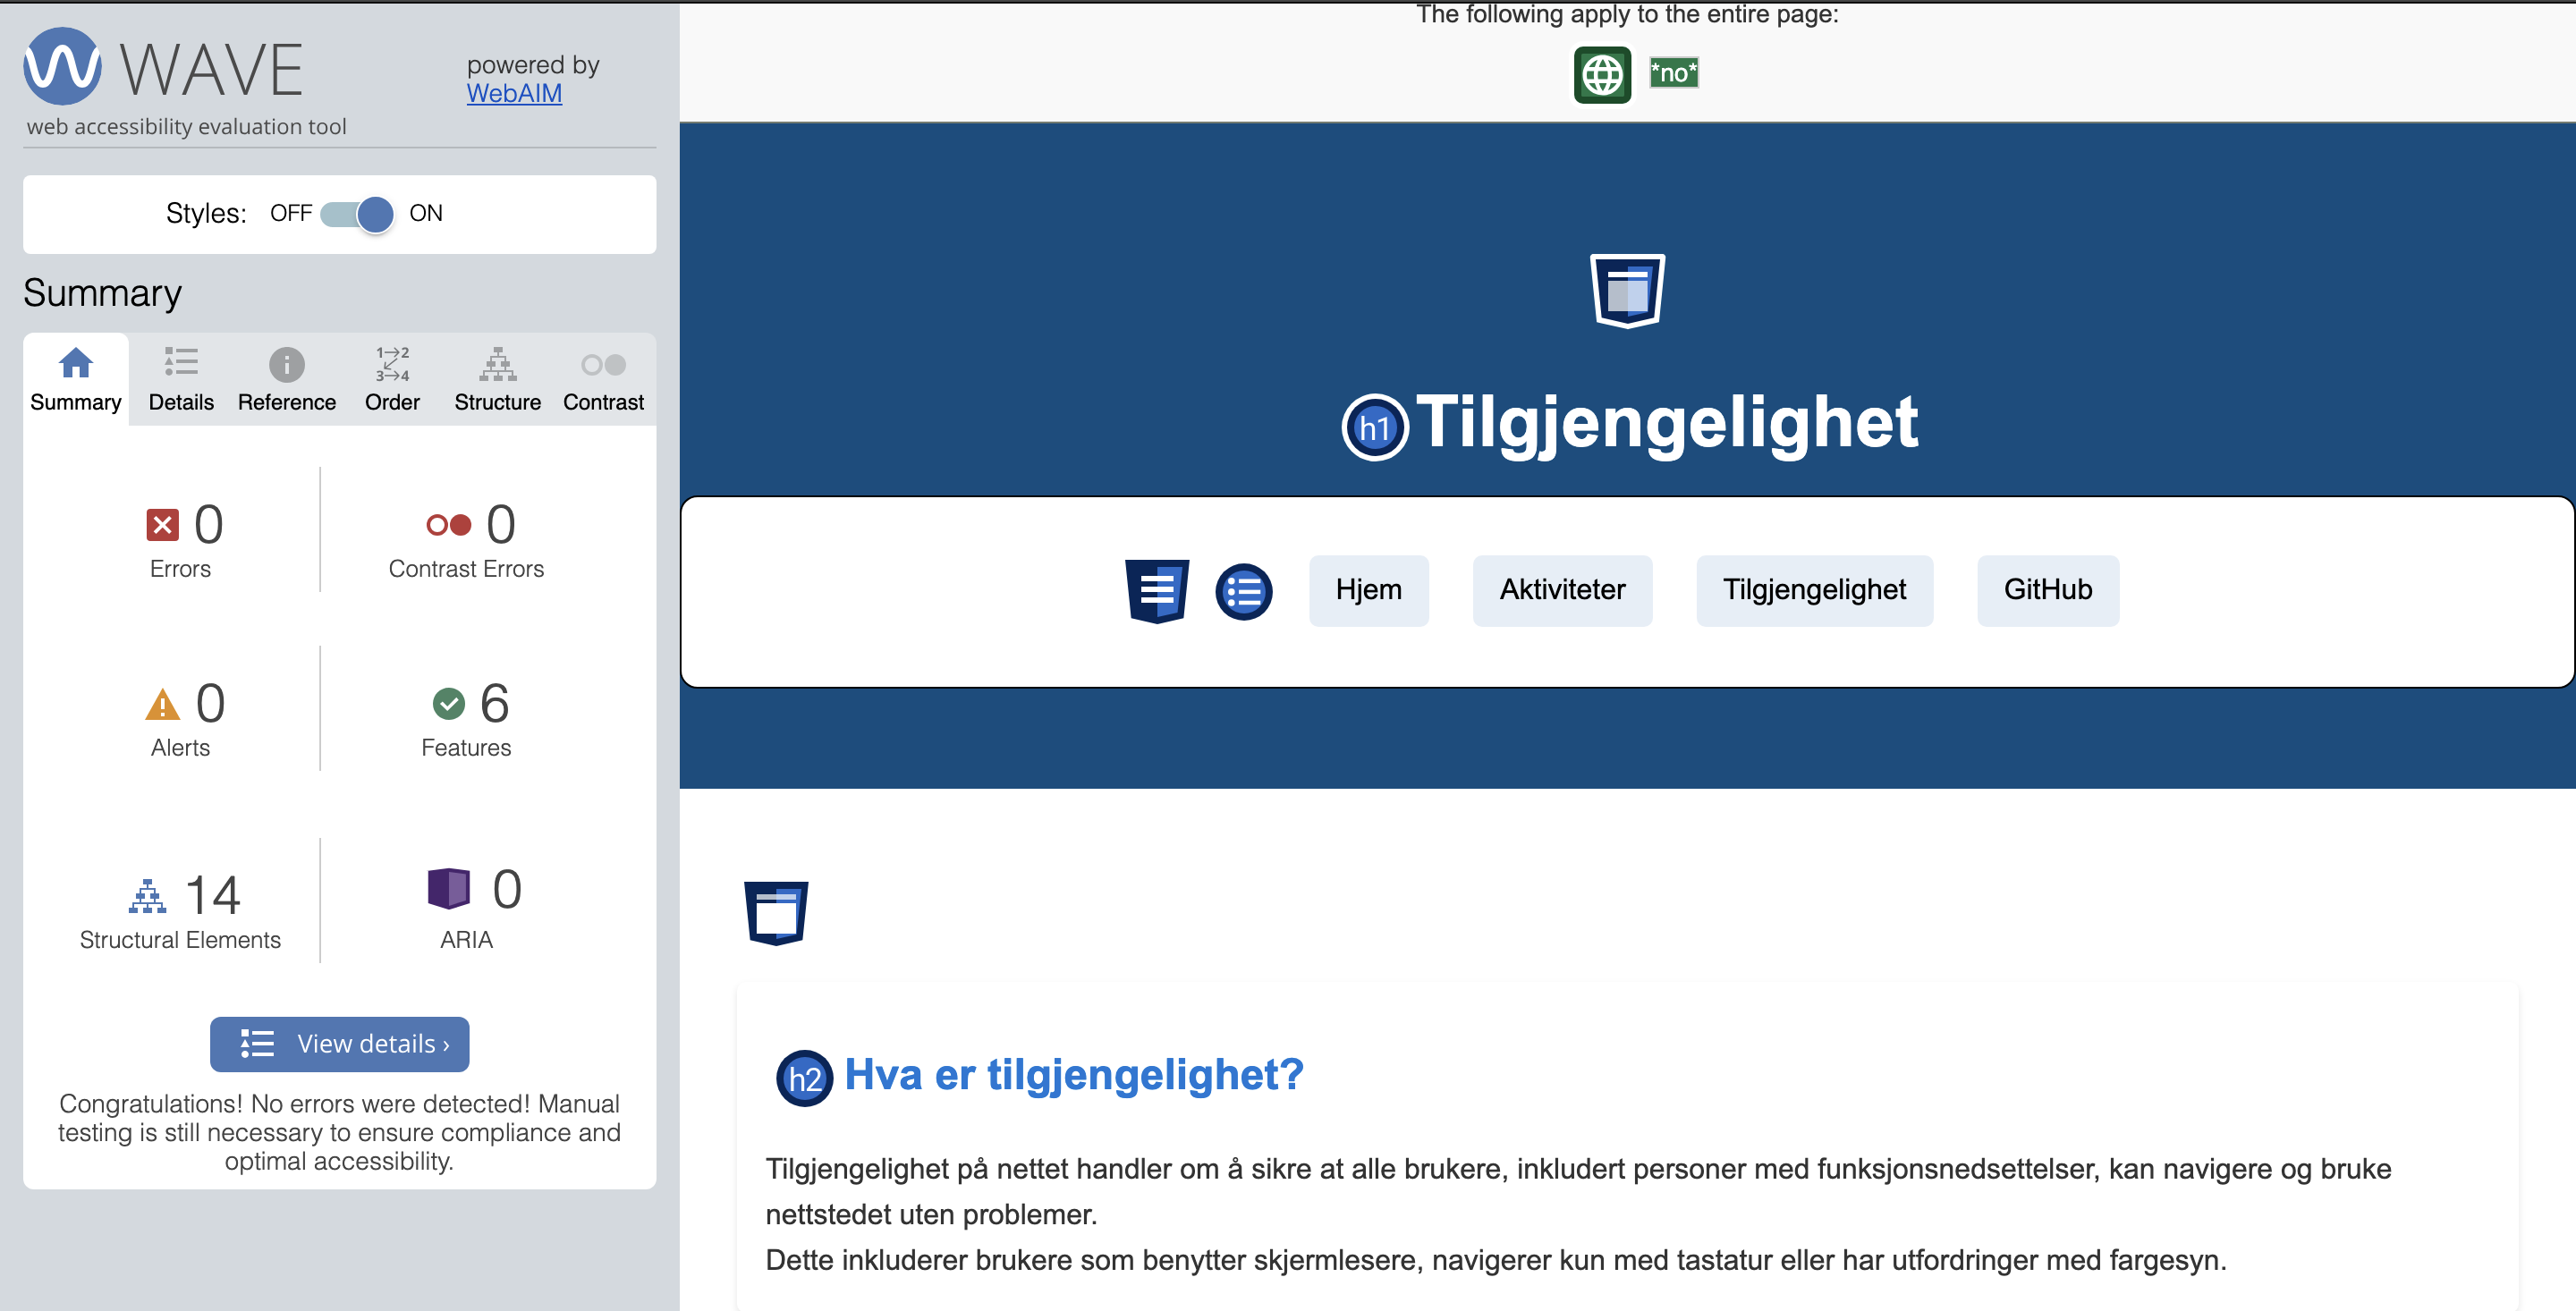 WAVE
powered by
WebAIM
web accessibility evaluation tool
Styles: OFF ON
Summary
Summary
Details
Reference
1→2
3→4
Order
Structure
Contrast
0
Errors
0
Contrast Errors
0
Alerts
6
Features
14
Structural Elements
0
ARIA
View details ›
Congratulations! No errors were detected! Manual
testing is still necessary to ensure compliance and
optimal accessibility.
The following apply to the entire page:
*no*
h1 Tilgjengelighet
Hjem
Aktiviteter
Tilgjengelighet
GitHub
h2 Hva er tilgjengelighet?
Tilgjengelighet på nettet handler om å sikre at alle brukere, inkludert personer med funksjonsnedsettelser, kan navigere og bruke
nettstedet uten problemer.
Dette inkluderer brukere som benytter skjermlesere, navigerer kun med tastatur eller har utfordringer med fargesyn.